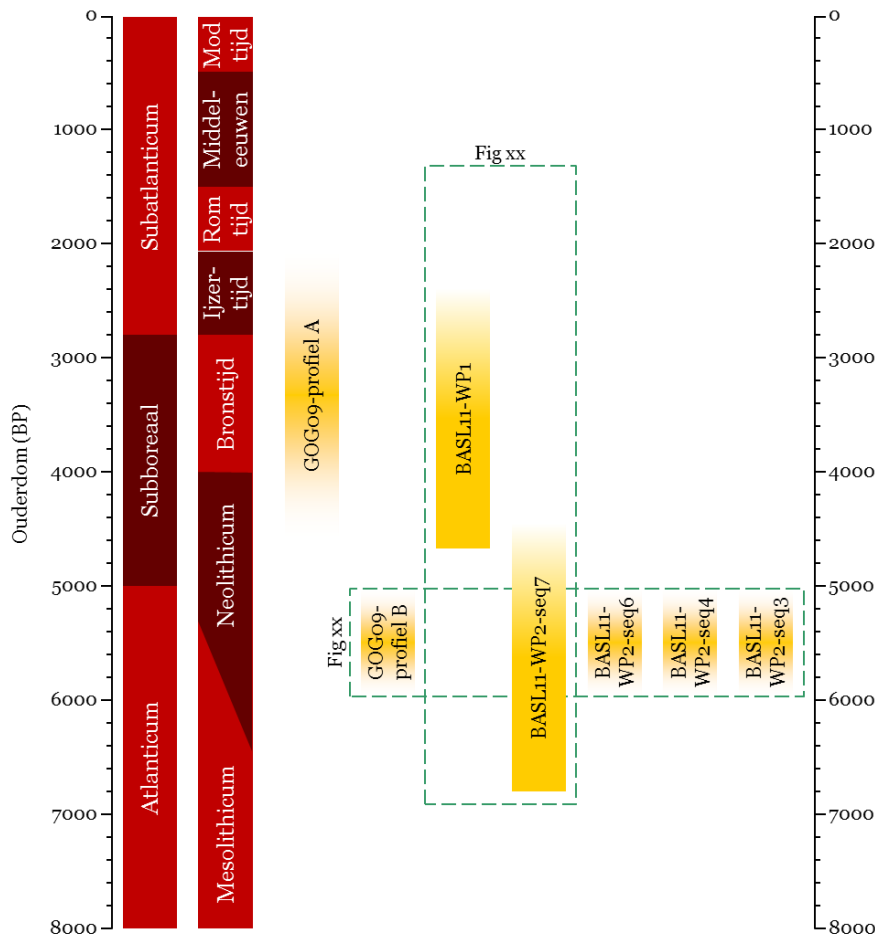 Ouderdom (BP)
0
1000
2000
3000
4000
5000
6000
7000
8000
Subatlanticum
Subboreaal
Atlanticum
Mod
tijd
Middel-
eeuwen
Rom
tijd
Ijzer-
tijd
Bronstijd
Neolithicum
Mesolithicum
GOG09-profiel A
GOG09-
profiel B
Fig xx
Fig xx
BASL11-WP1
BASL11-WP2-seq7
BASL11-
WP2-seq6
BASL11-
WP2-seq4
BASL11-
WP2-seq3
0
1000
2000
3000
4000
5000
6000
7000
8000